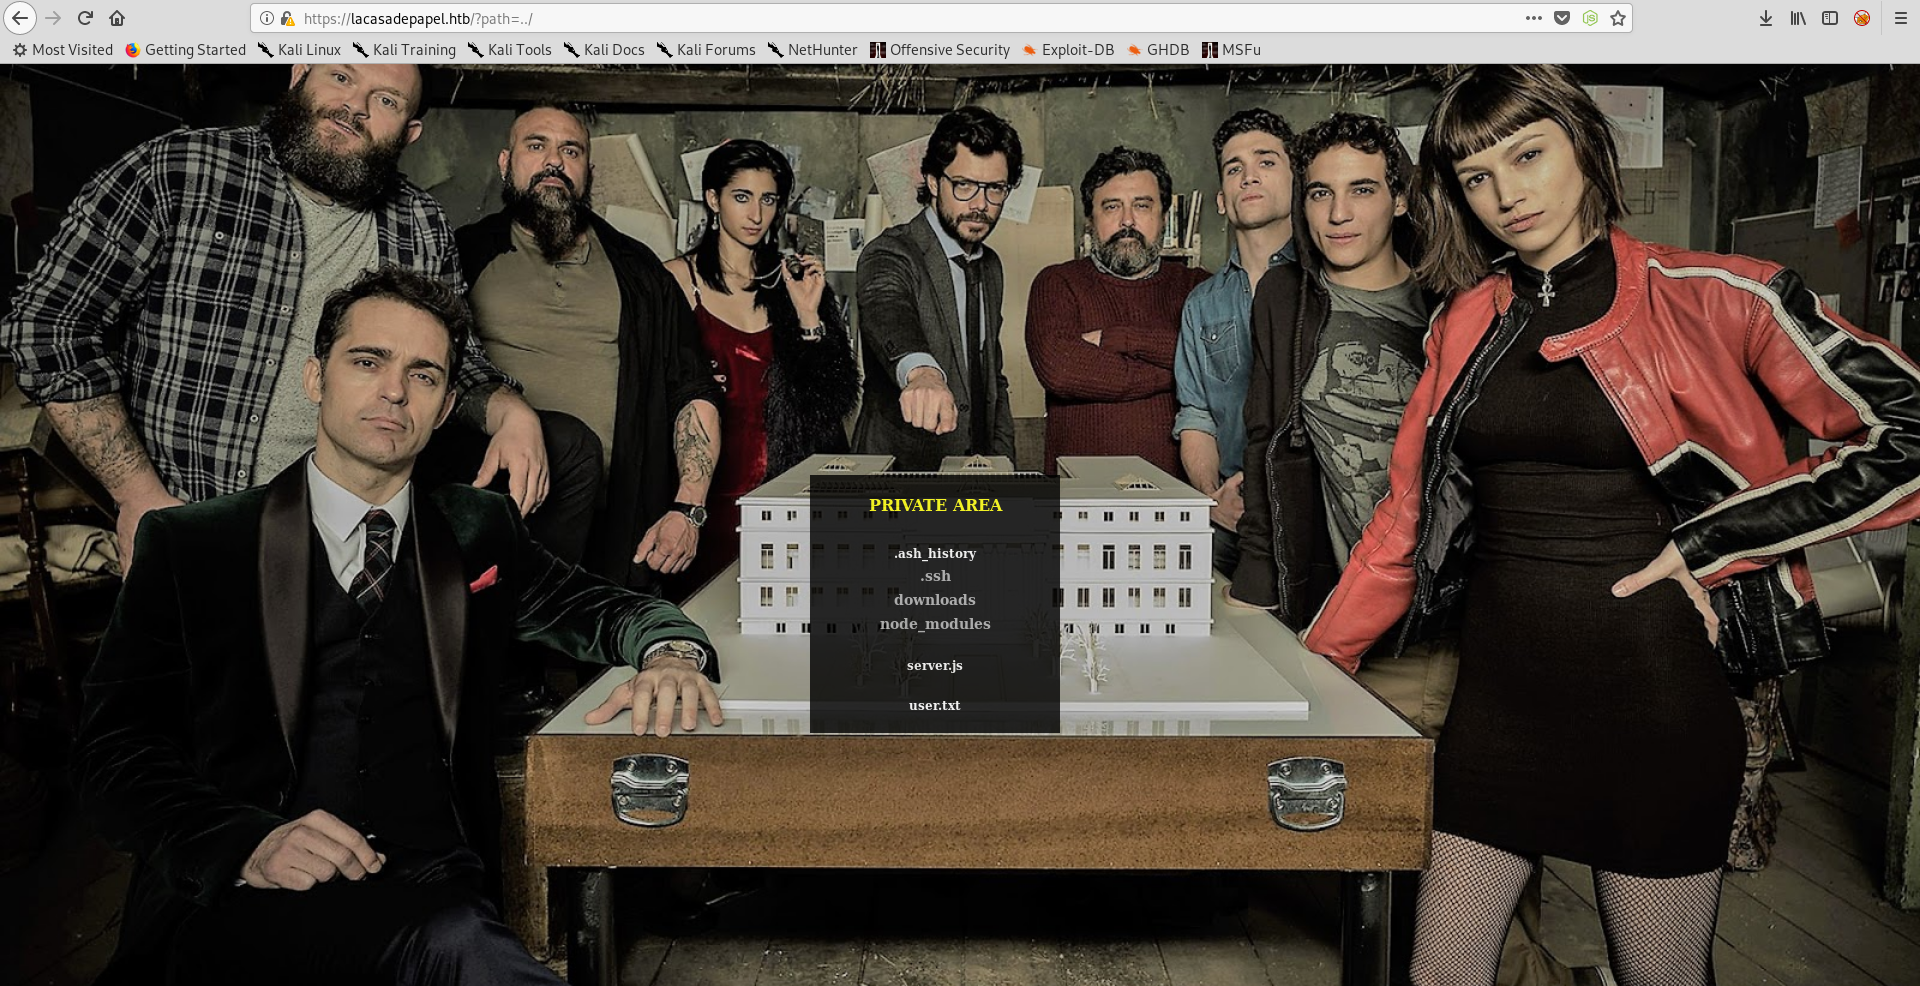 https://lacasadepapel.htb/?path=../
Most Visited Getting Started Kali Linux Kali Training Kali Tools Kali Docs Kali Forums NetHunter Offensive Security Exploit-DB GHDB MSFu
PRIVATE AREA
.ash_history
.ssh
downloads
node_modules
server.js
user.txt